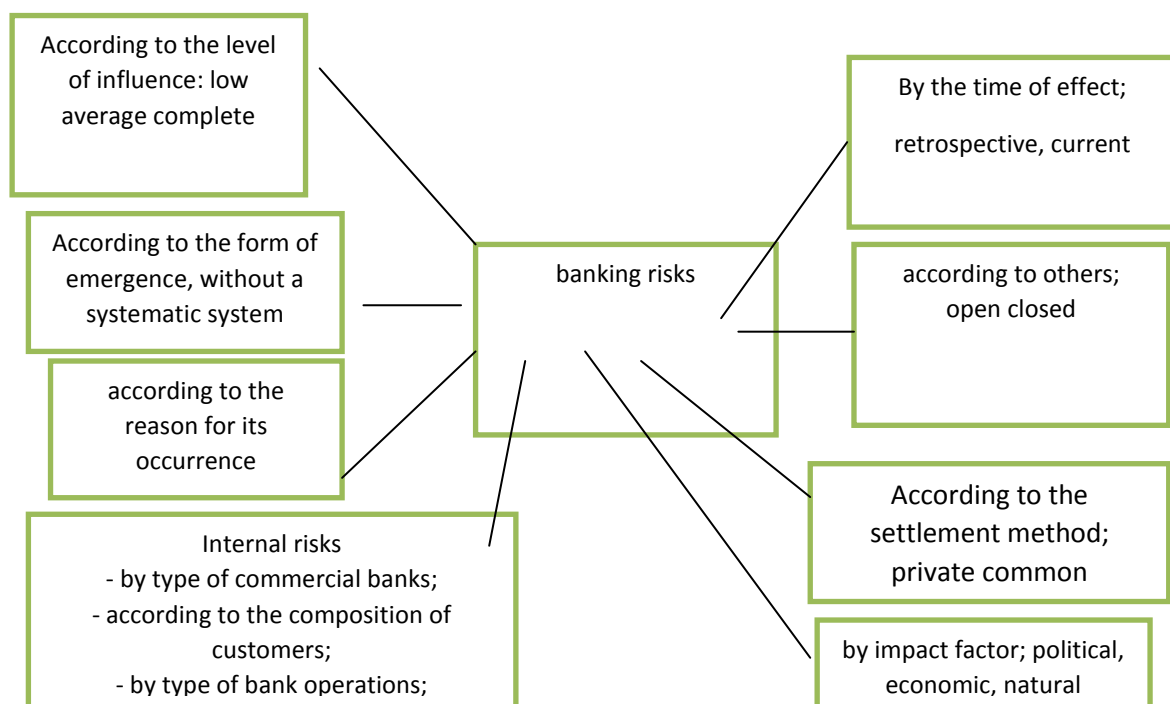 According to the level
of influence: low
average complete
According to the form of
emergence, without a
systematic system
according to the
reason for its
occurrence
Internal risks
- by type of commercial banks;
- according to the composition of
customers;
- by type of bank operations;
banking risks
By the time of effect;
retrospective, current
according to others;
open closed
According to the
settlement method;
private common
by impact factor; political,
economic, natural